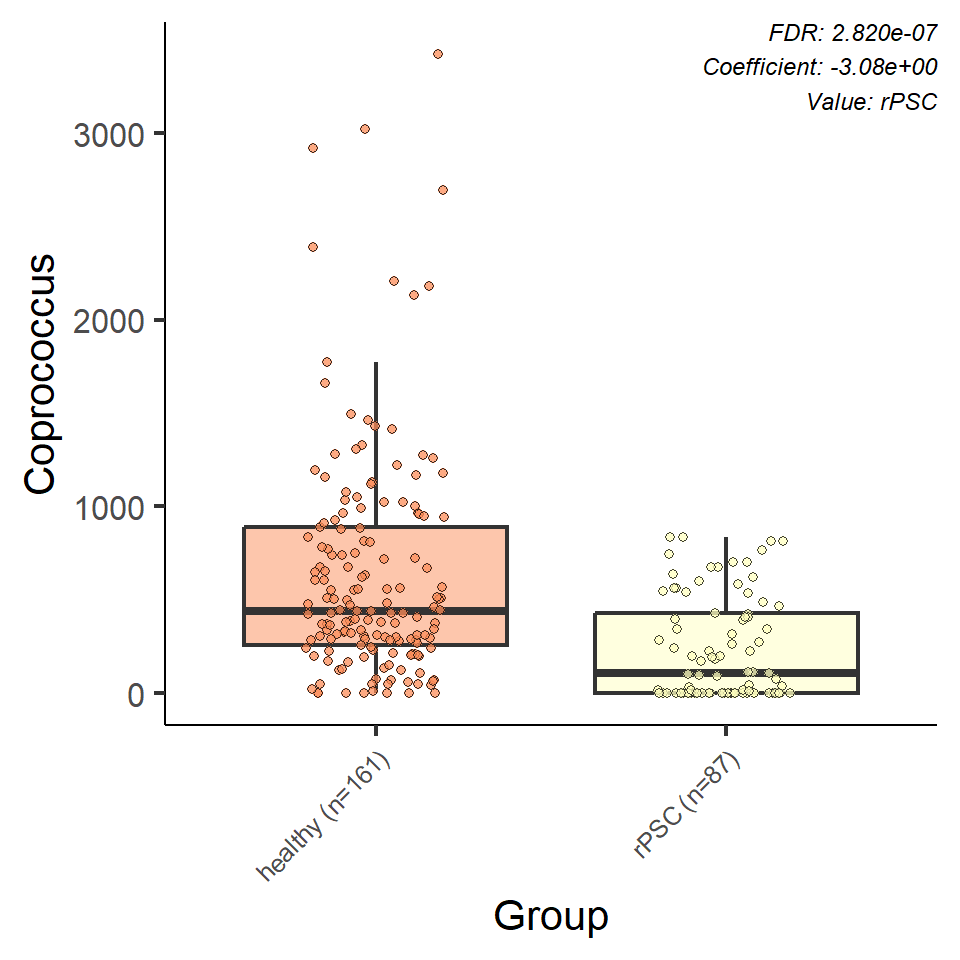 FDR: 2.820e-07
Coefficient: -3.08e+00
Value: rPSC
Coprococcus
3000
2000
1000
0
healthy (n=161)
rPSC (n=87)
Group